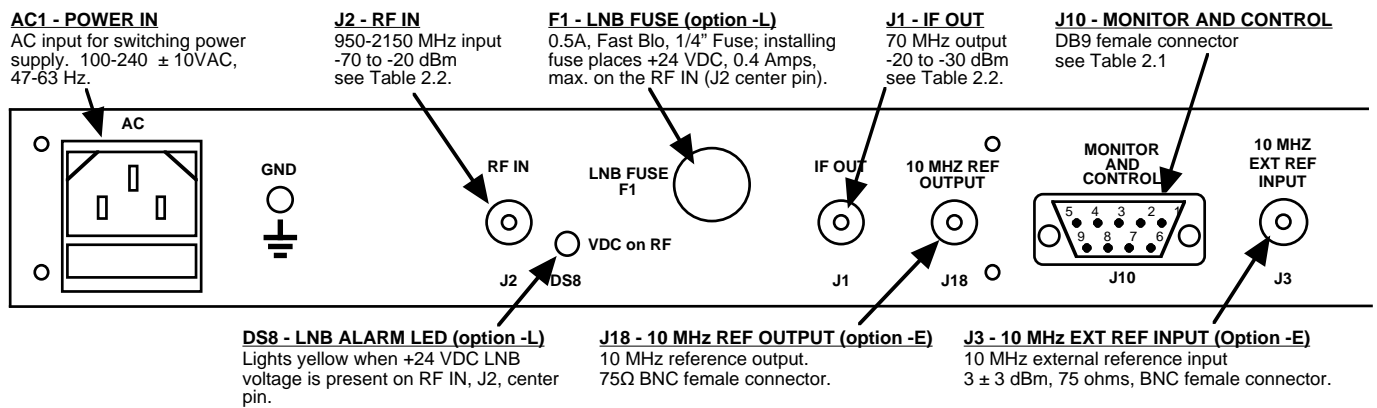 AC1 - POWER IN
AC input for switching power
supply. 100-240 ± 10VAC,
47-63 Hz.
J2 - RF IN
950-2150 MHz input
-70 to -20 dBm
see Table 2.2.
F1 - LNB FUSE (option -L)
0.5A, Fast Blo, 1/4” Fuse; installing
fuse places +24 VDC, 0.4 Amps,
max. on the RF IN (J2 center pin).
J1 - IF OUT
70 MHz output
-20 to -30 dBm
see Table 2.2.
J10 - MONITOR AND CONTROL
DB9 female connector
see Table 2.1
AC
GND
RF IN
J2
DS8
VDC on RF
LNB FUSE
F1
IF OUT
J1
10 MHZ REF
OUTPUT
J18
MONITOR
AND
CONTROL
5 4 3 2 1
9 8 7 6
J10
10 MHZ
EXT REF
INPUT
J3
DS8 - LNB ALARM LED (option -L)
Lights yellow when +24 VDC LNB
voltage is present on RF IN, J2, center
pin.
J18 - 10 MHz REF OUTPUT (option -E)
10 MHz reference output.
75Ω BNC female connector.
J3 - 10 MHz EXT REF INPUT (Option -E)
10 MHz external reference input
3 ± 3 dBm, 75 ohms, BNC female connector.